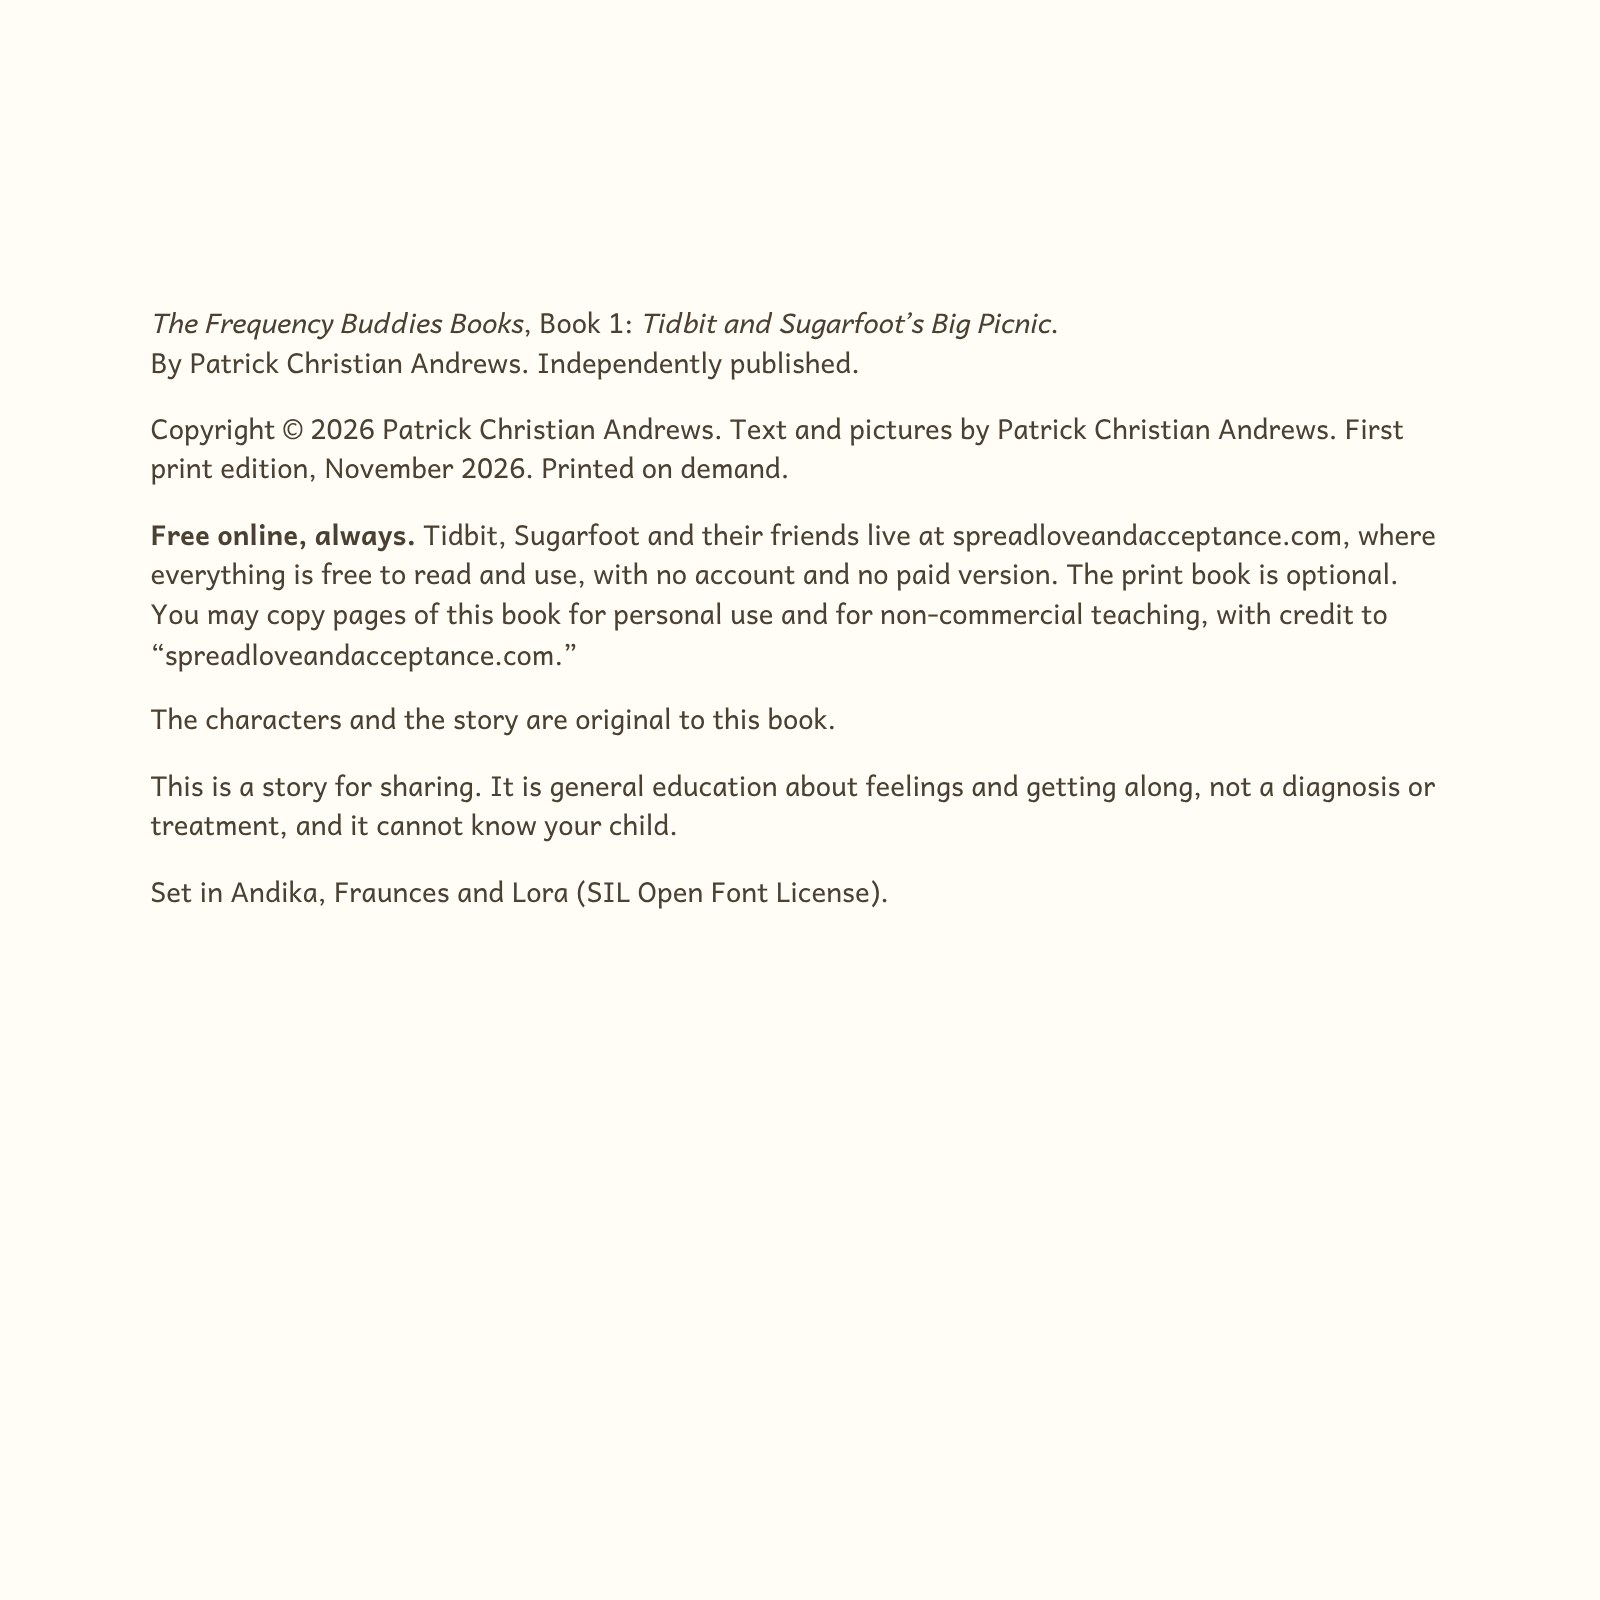 The Frequency Buddies Books, Book 1: Tidbit and Sugarfoot’s Big Picnic.
By Patrick Christian Andrews. Independently published.
Copyright © 2026 Patrick Christian Andrews. Text and pictures by Patrick Christian Andrews. First
print edition, November 2026. Printed on demand.
Free online, always. Tidbit, Sugarfoot and their friends live at spreadloveandacceptance.com, where
everything is free to read and use, with no account and no paid version. The print book is optional.
You may copy pages of this book for personal use and for non-commercial teaching, with credit to
“spreadloveandacceptance.com.”
The characters and the story are original to this book.
This is a story for sharing. It is general education about feelings and getting along, not a diagnosis or
treatment, and it cannot know your child.
Set in Andika, Fraunces and Lora (SIL Open Font License).